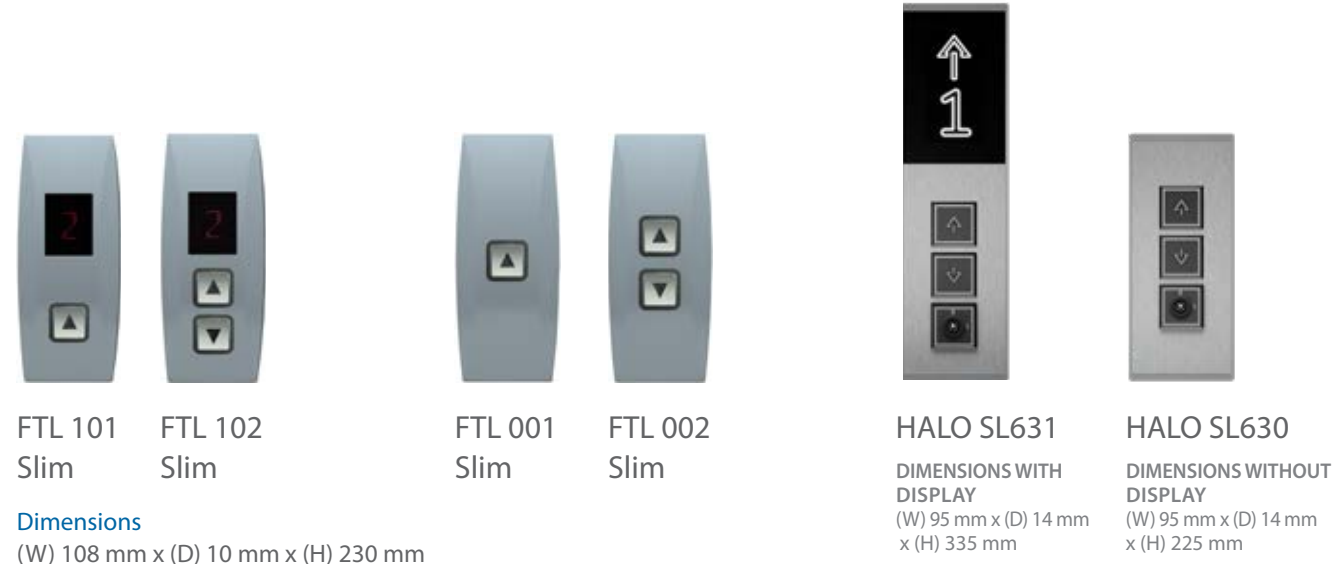 1
2
2
FTL 101
Slim
FTL 102
Slim
FTL 001
Slim
FTL 002
Slim
HALO SL631
DIMENSIONS WITH
DISPLAY
(W) 95 mm x (D) 14 mm
x (H) 335 mm
HALO SL630
DIMENSIONS WITHOUT
DISPLAY
(W) 95 mm x (D) 14 mm
x (H) 225 mm
Dimensions
(W) 108 mm x (D) 10 mm x (H) 230 mm